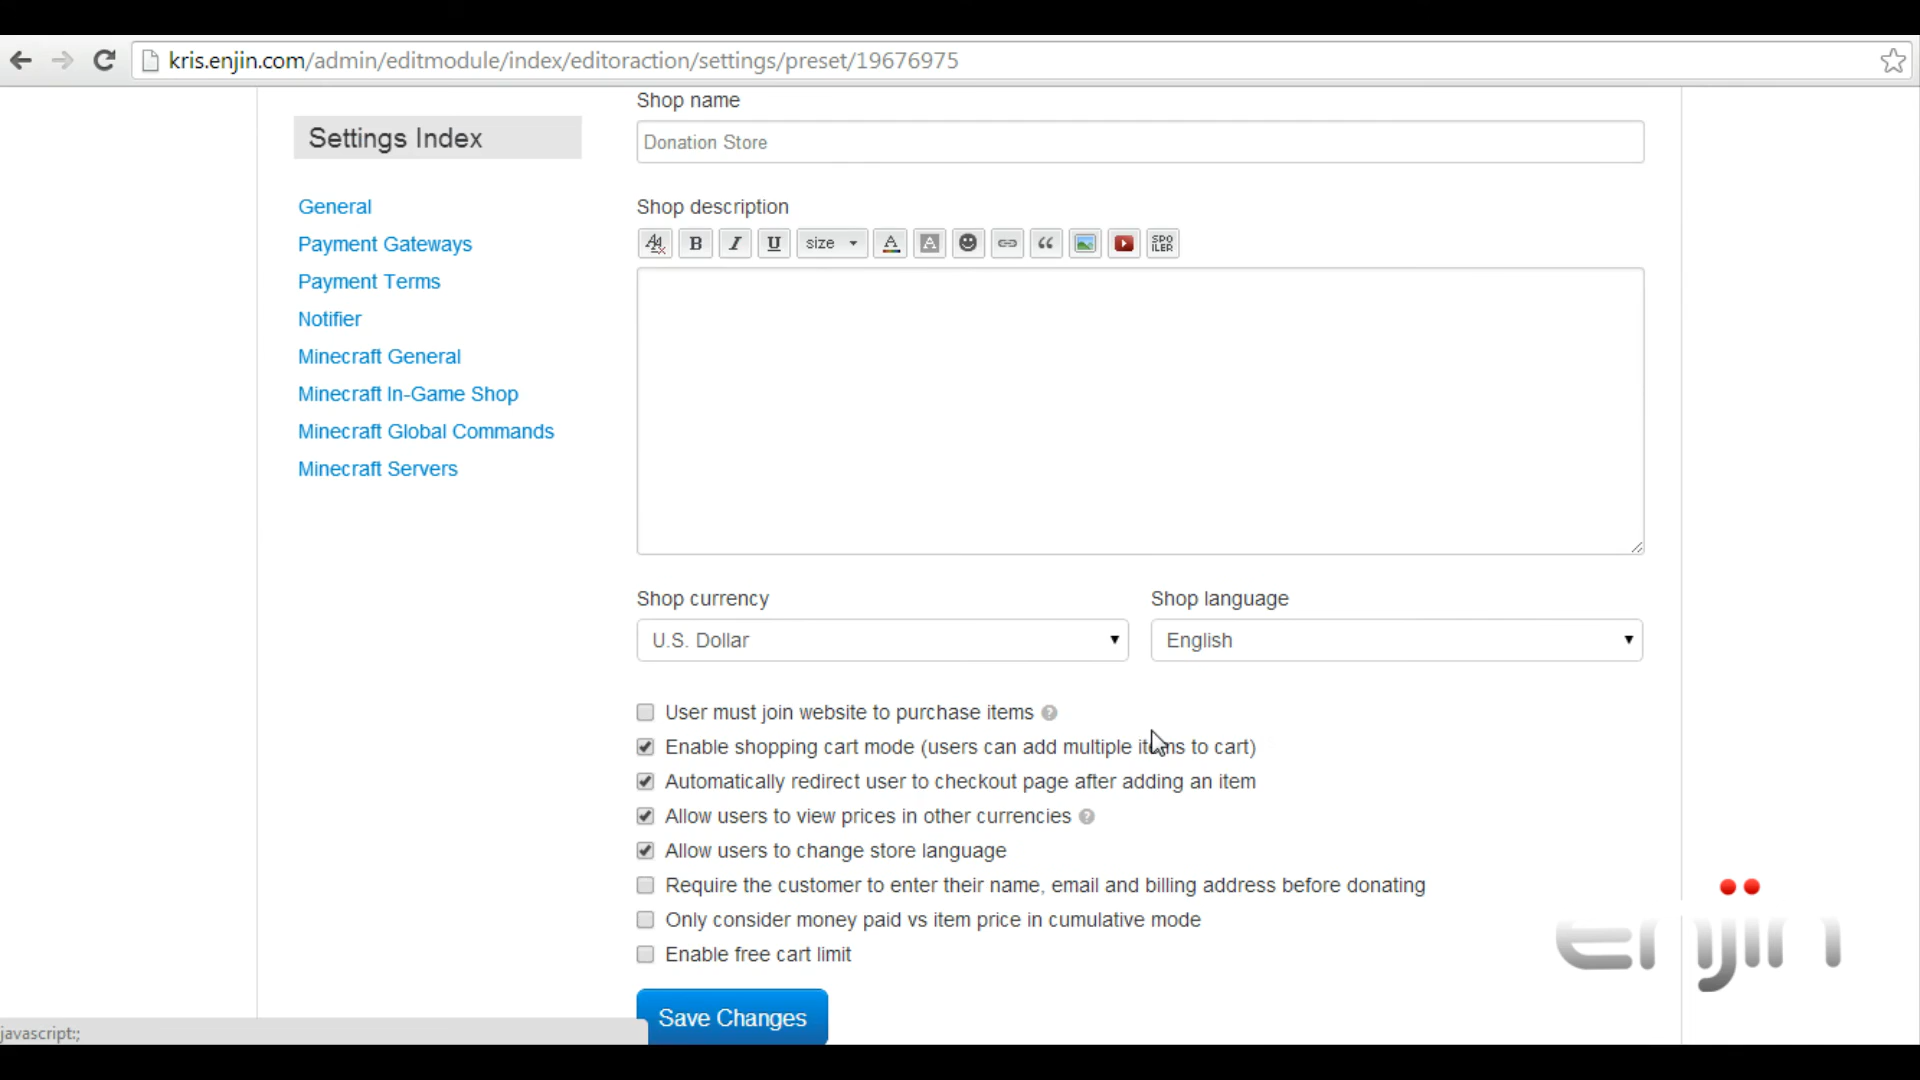 kris.enjin.com/admin/editmodule/index/editoraction/settings/preset/19676975
Settings Index
General
Payment Gateways
Payment Terms
Notifier
Minecraft General
Minecraft In-Game Shop
Minecraft Global Commands
Minecraft Servers
Shop name
Donation Store
Shop description
B I U size A A SPOILER
Shop currency
Shop language
U.S. Dollar
English
User must join website to purchase items ?
Enable shopping cart mode (users can add multiple items to cart)
Automatically redirect user to checkout page after adding an item
Allow users to view prices in other currencies ?
Allow users to change store language
Require the customer to enter their name, email and billing address before donating
Only consider money paid vs item price in cumulative mode
Enable free cart limit
Save Changes
enjin
javascript:;